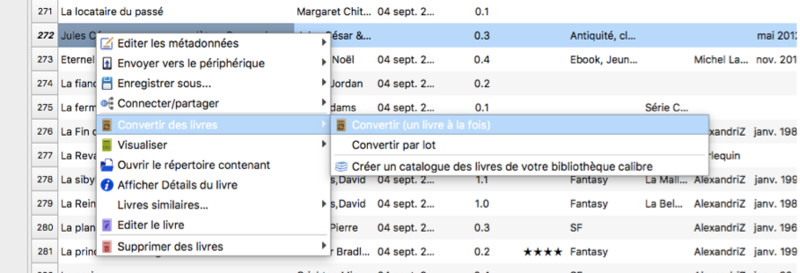 271 La locataire du passé Margaret Chit... 04 sept. 2... 0.1
272 Jules César &... 0.3 Antiquité, cl... mai 2012
Editer les métadonnées
273 Eternel Noël 04 sept. 2... 0.4 Ebook, Jeun... Michel La... nov. 201
Envoyer vers le périphérique
274 La fianc Jordan 04 sept. 2... 0.2
Enregistrer sous...
275 La ferm dams 04 sept. 2... 0.1 Série C...
Connecter/partager
276 La Fin d AlexandriZ janv. 198
Convertir des livres
Convertir (un livre à la fois)
277 La Reva rlequin
Visualiser
Convertir par lot
Ouvrir le répertoire contenant
Créer un catalogue des livres de votre bibliothèque calibre
278 La siby s,David 04 sept. 2... 1.1 Fantasy La Mall... AlexandriZ janv. 199
Afficher Détails du livre
279 La Rein s,David 04 sept. 2... 1.0 Fantasy La Bel... AlexandriZ janv. 199
Livres similaires...
280 La plan Pierre 04 sept. 2... 0.3 SF AlexandriZ janv. 196
Editer le livre
281 La princ r Bradl... 04 sept. 2... 0.2 ★★★★ Fantasy AlexandriZ janv. 199
Supprimer des livres